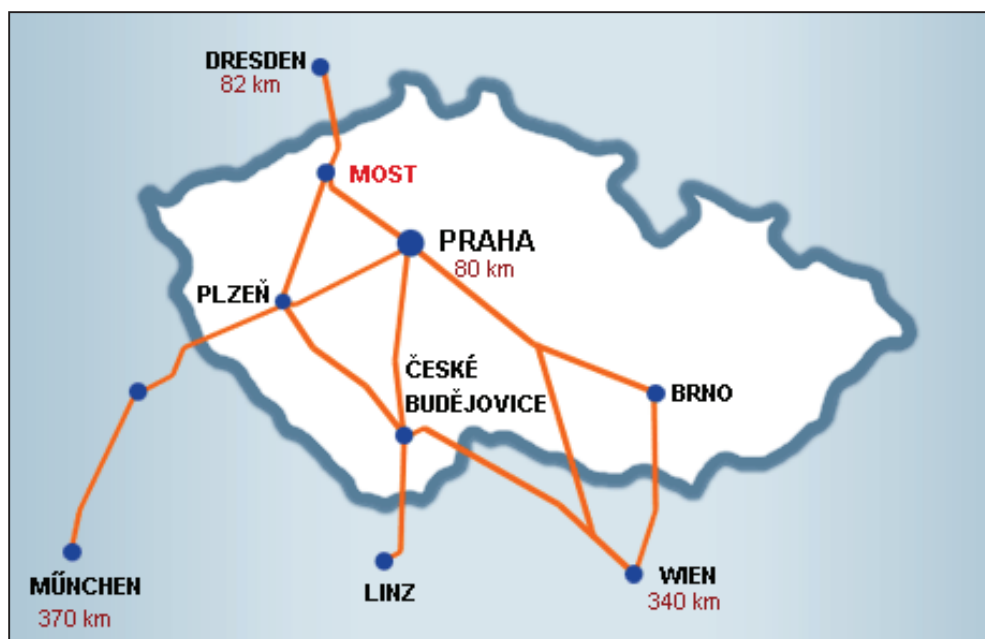 DRESDEN
82 km
MOST
PRAHA
80 km
PLZEŇ
ČESKÉ
BUDĚJOVICE
BRNO
MŰNCHEN
370 km
LINZ
WIEN
340 km